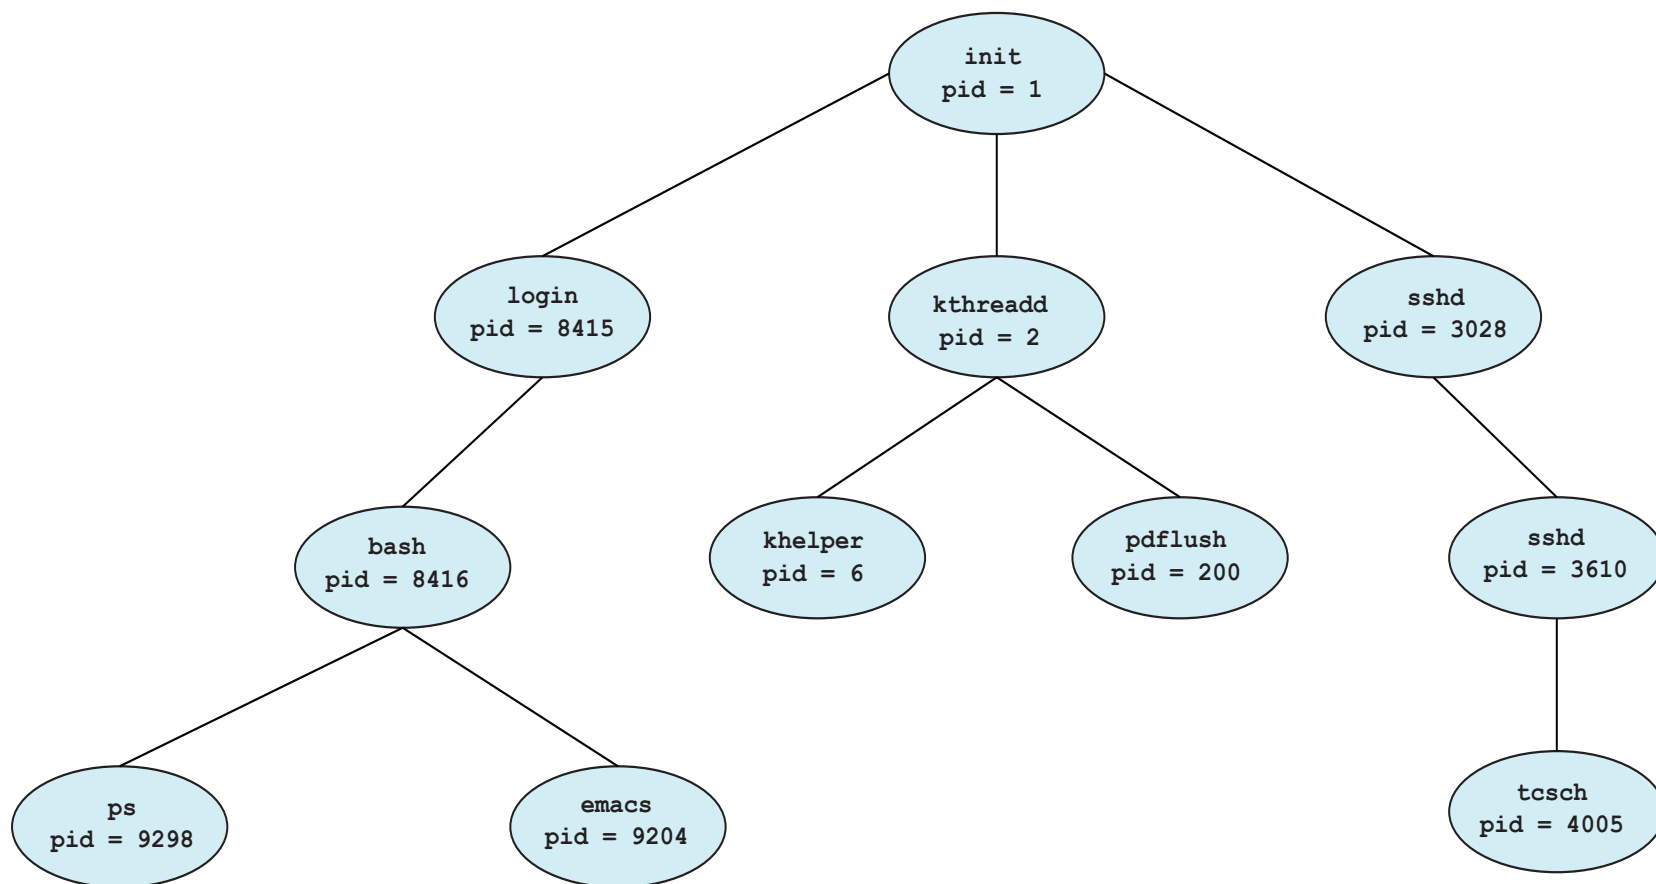 init
pid = 1
login
pid = 8415
kthreadd
pid = 2
sshd
pid = 3028
bash
pid = 8416
khelper
pid = 6
pdflush
pid = 200
sshd
pid = 3610
ps
pid = 9298
emacs
pid = 9204
tcsch
pid = 4005